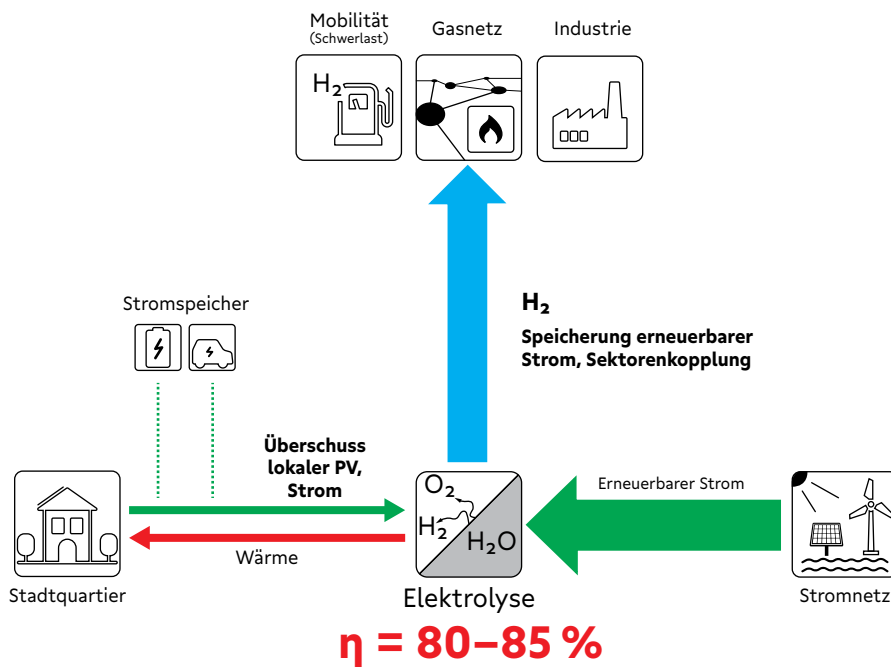 Mobilität
(Schwerlast)
Gasnetz
Industrie
H₂
H₂
Speicherung erneuerbarer
Strom, Sektorenkopplung
Stromspeicher
Überschuss
lokaler PV,
Strom
Wärme
Stadtquartier
O₂
H₂
H₂O
Elektrolyse
η = 80–85 %
Erneuerbarer Strom
Stromnetz